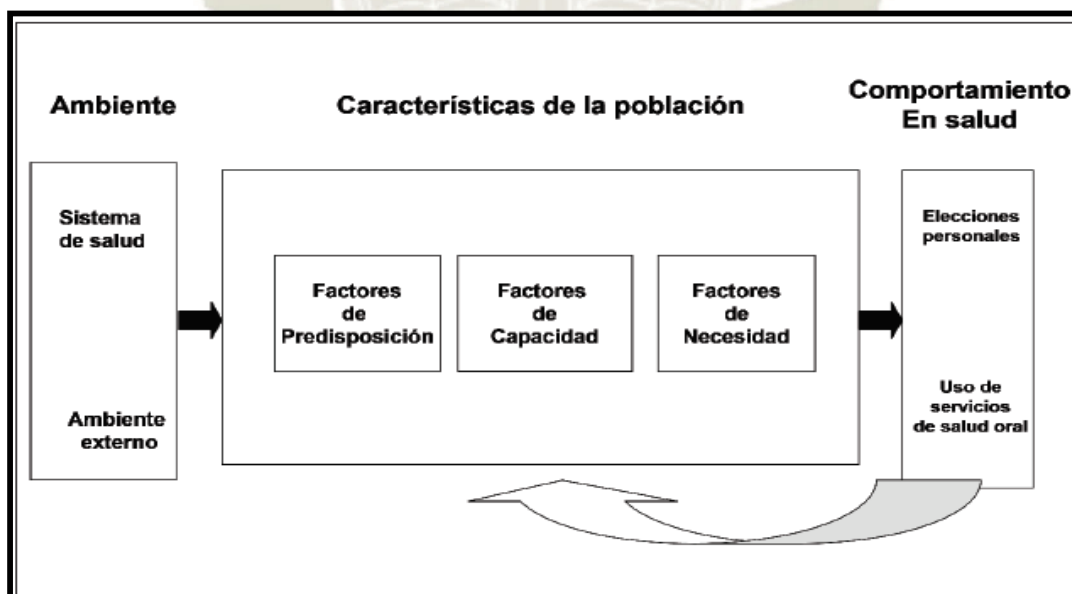 Ambiente
Características de la población
Comportamiento
En salud
Sistema
de salud
Ambiente
externo
Factores
de
Predisposición
Factores
de
Capacidad
Factores
de
Necesidad
Elecciones
personales
Uso de
servicios
de salud oral